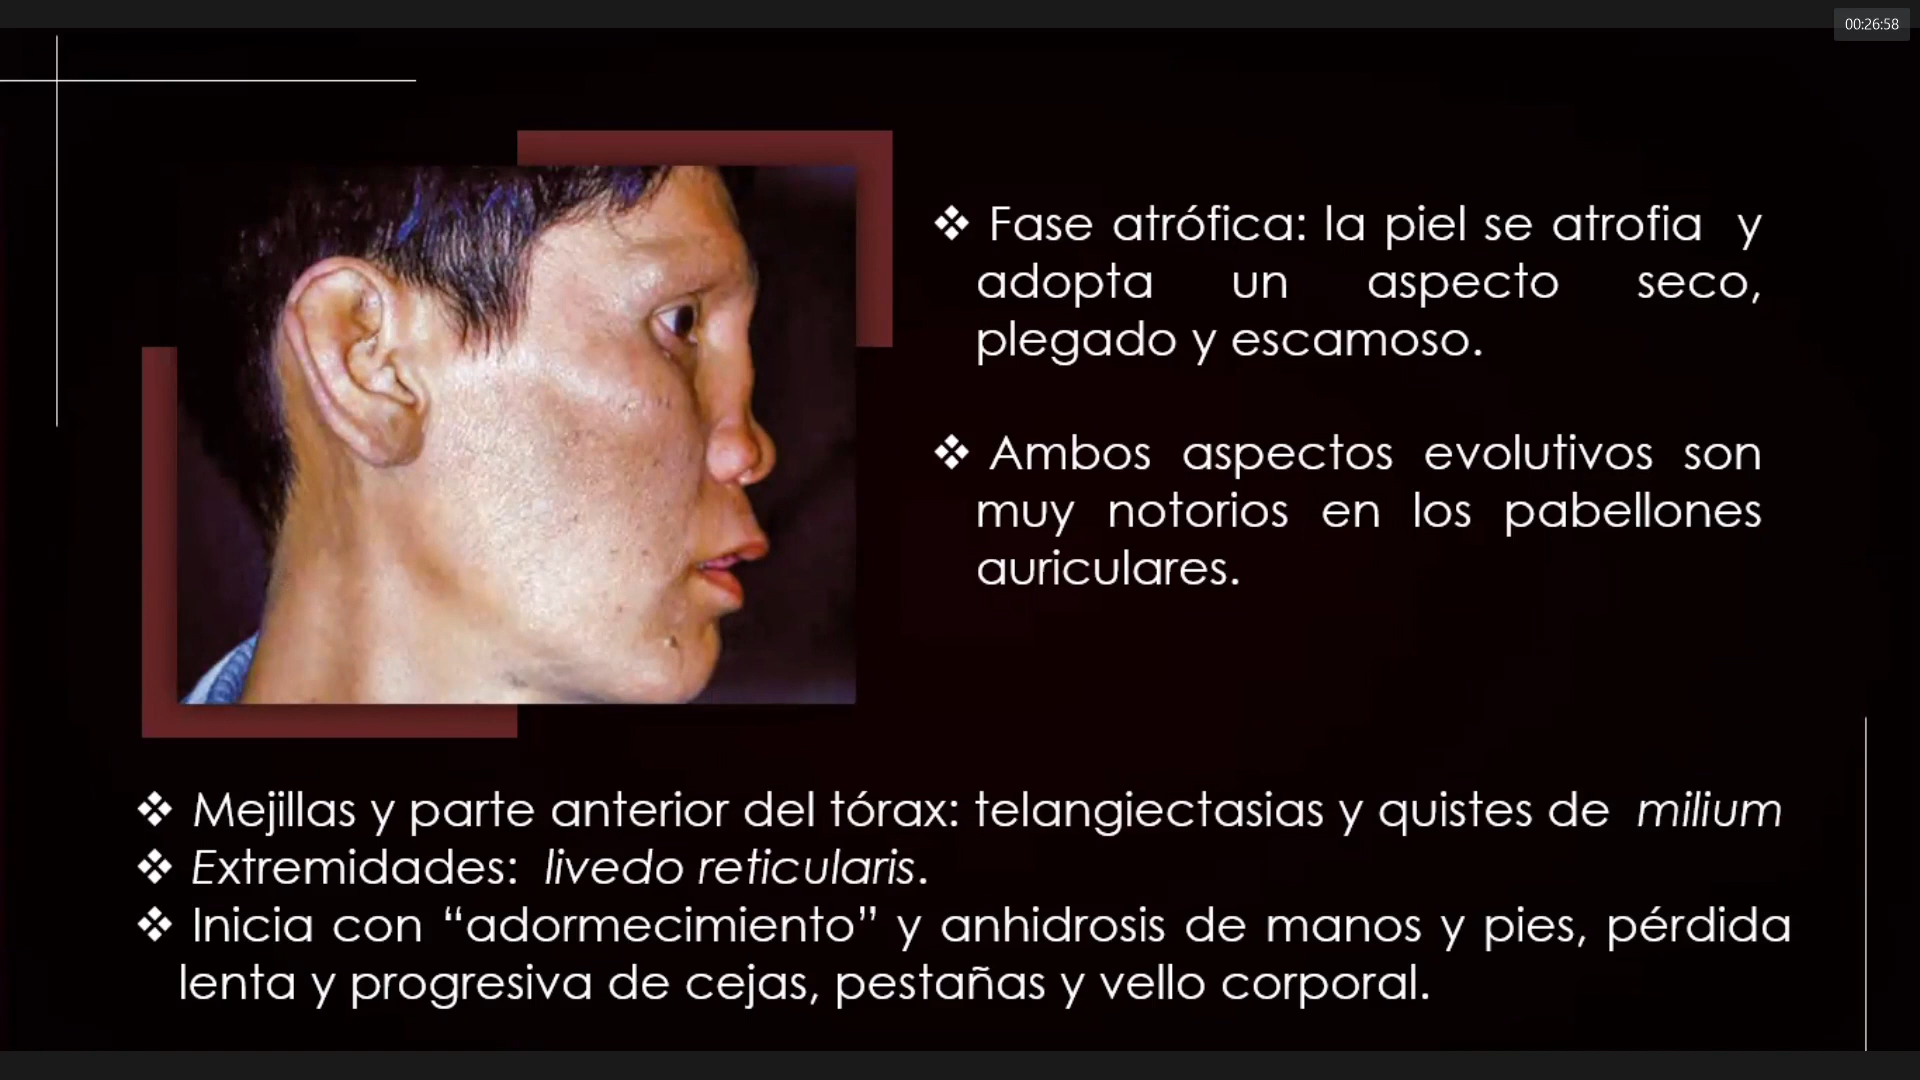 00:26:58
❖ Fase atrófica: la piel se atrofia y
adopta un aspecto seco,
plegado y escamoso.
❖ Ambos aspectos evolutivos son
muy notorios en los pabellones
auriculares.
❖ Mejillas y parte anterior del tórax: telangiectasias y quistes de milium
❖ Extremidades: livedo reticularis.
❖ Inicia con “adormecimiento” y anhidrosis de manos y pies, pérdida
lenta y progresiva de cejas, pestañas y vello corporal.